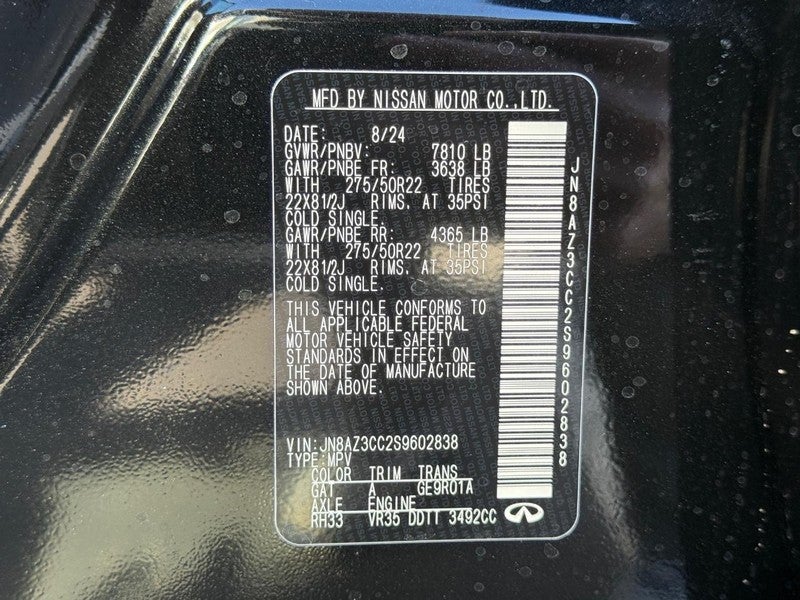 MFD BY NISSAN MOTOR CO.,LTD.
DATE: 8/24
GVWR/PNBV: 7810 LB
GAWR/PNBE FR: 3638 LB
WITH 275/50R22 TIRES
22X81/2J RIMS. AT 35PSI
COLD SINGLE.
GAWR/PNBE RR: 4365 LB
WITH 275/50R22 TIRES
22X81/2J RIMS. AT 35PSI
COLD SINGLE.
THIS VEHICLE CONFORMS TO
ALL APPLICABLE FEDERAL
MOTOR VEHICLE SAFETY
STANDARDS IN EFFECT ON
THE DATE OF MANUFACTURE
SHOWN ABOVE.
VIN:JN8AZ3CC2S9602838
TYPE:MPV
COLOR TRIM TRANS
GAT A GE9R01A
AXLE ENGINE
RH33 VR35 DDTT 3492CC
JN8AZ3CC2S9602838